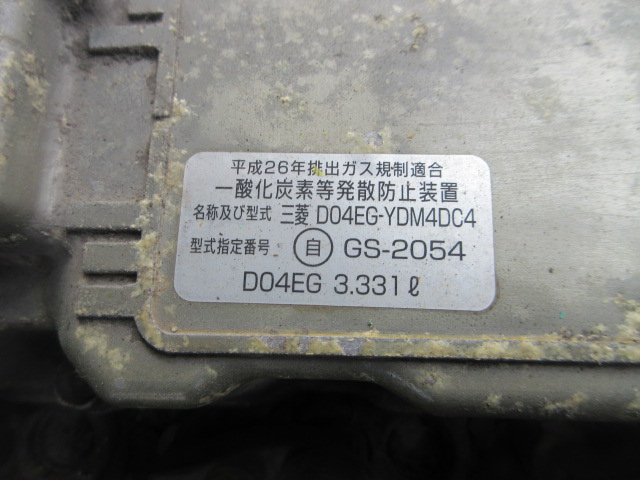 平成26年排出ガス規制適合
一酸化炭素等発散防止装置
名称及び型式 三菱 D04EG-YDM4DC4
型式指定番号 自 GS-2054
D04EG 3.331ℓ